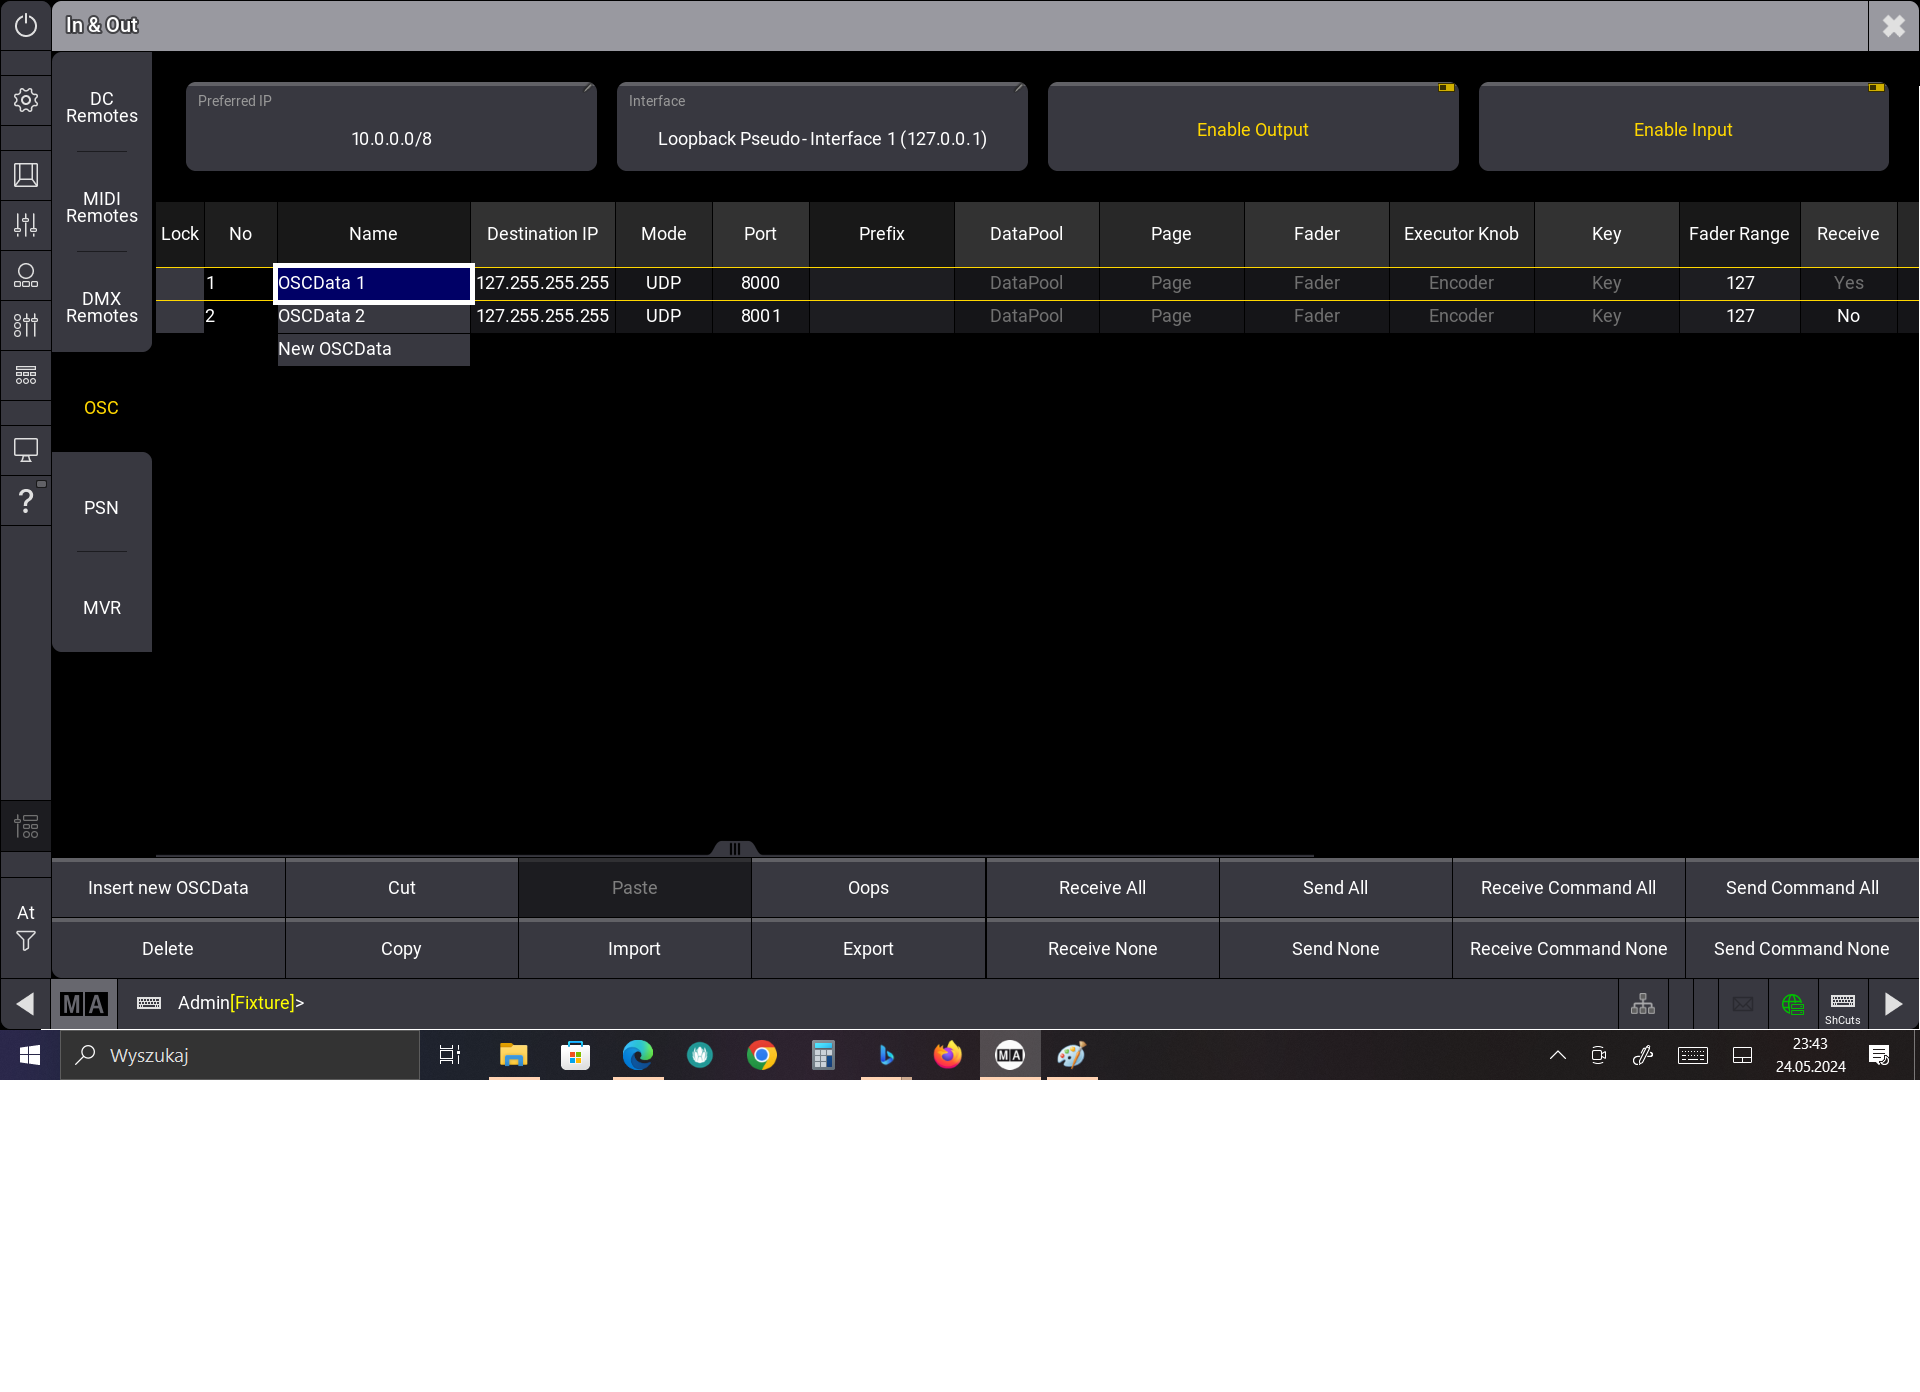 In & Out
DC Remotes
MIDI Remotes
DMX Remotes
OSC
PSN
MVR
Preferred IP
10.0.0.0/8
Interface
Loopback Pseudo-Interface 1 (127.0.0.1)
Enable Output
Enable Input
Lock No Name Destination IP Mode Port Prefix DataPool Page Fader Executor Knob Key Fader Range Receive
1 OSCData 1 127.255.255.255 UDP 8000 DataPool Page Fader Encoder Key 127 Yes
2 OSCData 2 127.255.255.255 UDP 8001 DataPool Page Fader Encoder Key 127 No
New OSCData
Insert new OSCData Cut Paste Oops Receive All Send All Receive Command All Send Command All
Delete Copy Import Export Receive None Send None Receive Command None Send Command None
At
MA
Admin[Fixture]>
ShCuts
Wyszukaj
MA
23:43
24.05.2024